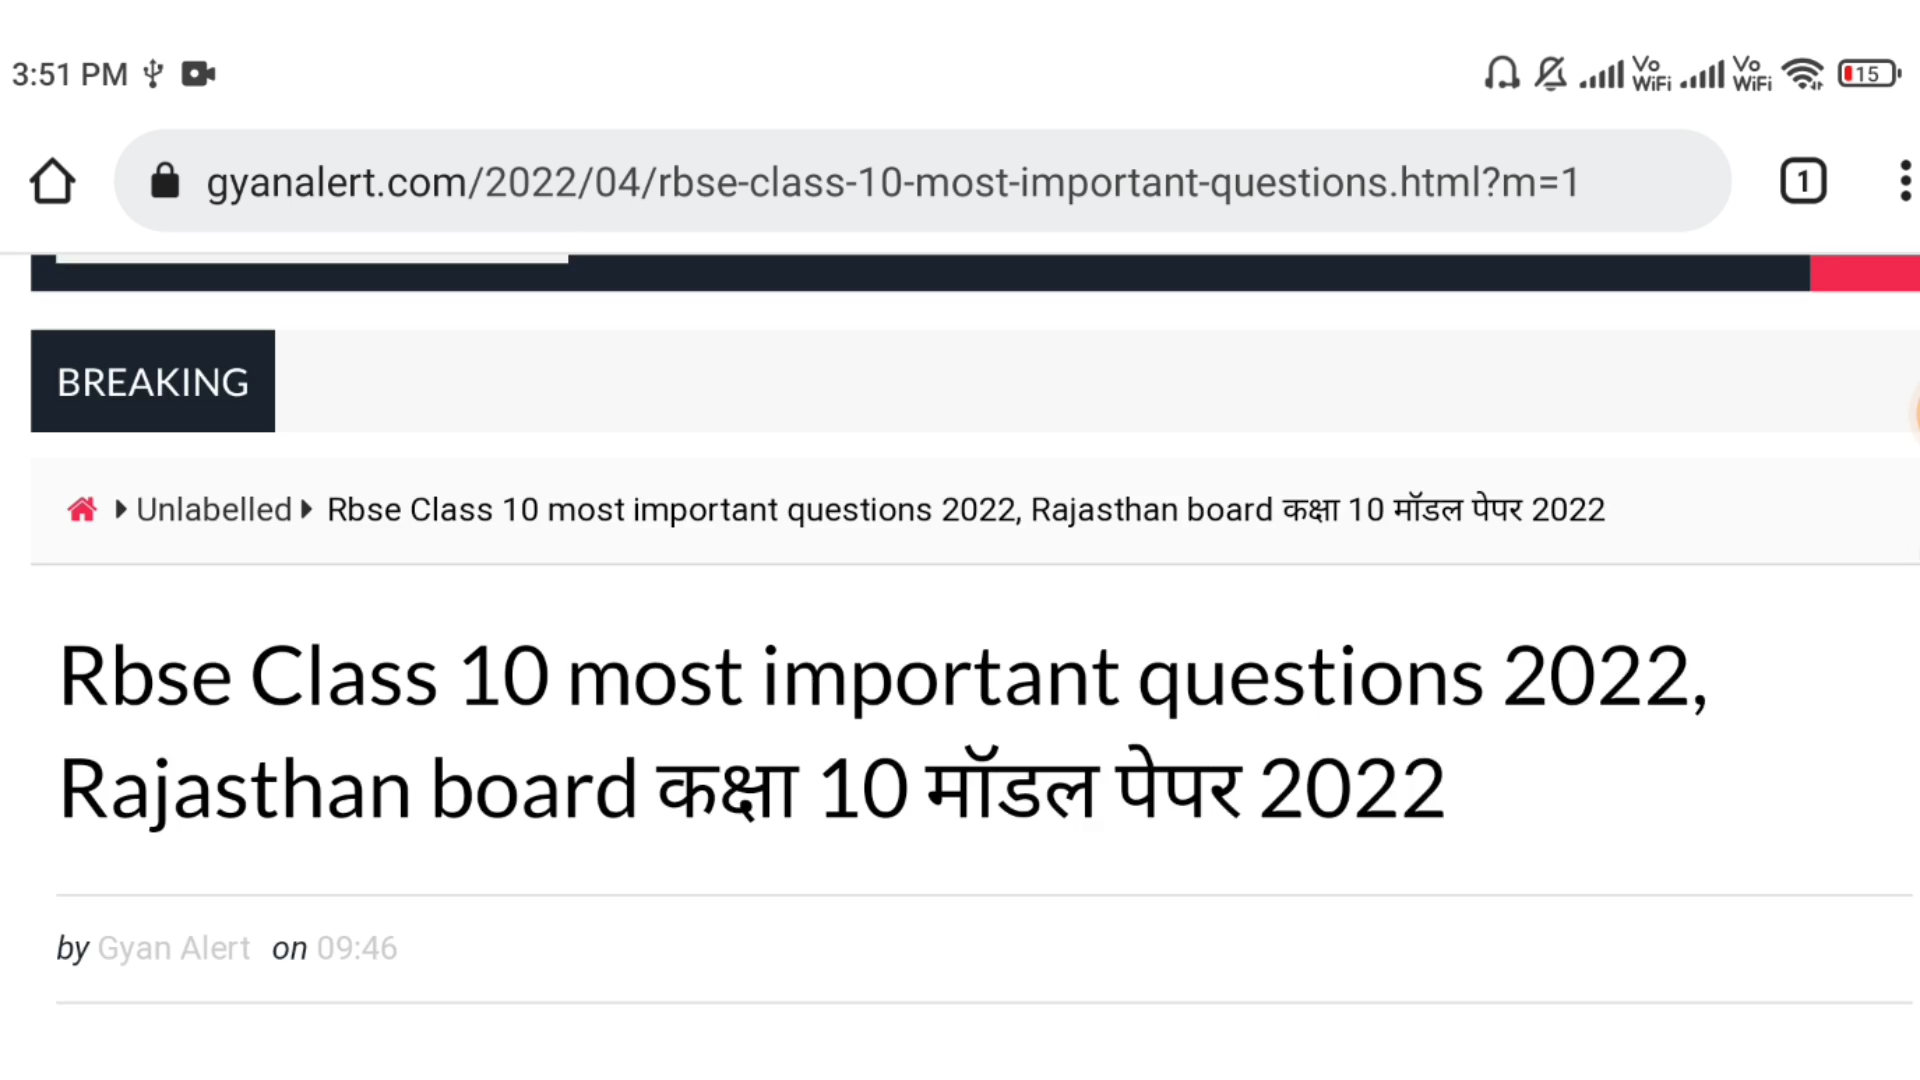 3:51 PM Vo WiFi Vo WiFi 15
gyanalert.com/2022/04/rbse-class-10-most-important-questions.html?m=1 1
BREAKING
Unlabelled Rbse Class 10 most important questions 2022, Rajasthan board कक्षा 10 मॉडल पेपर 2022
Rbse Class 10 most important questions 2022,
Rajasthan board कक्षा 10 मॉडल पेपर 2022
by Gyan Alert on 09:46